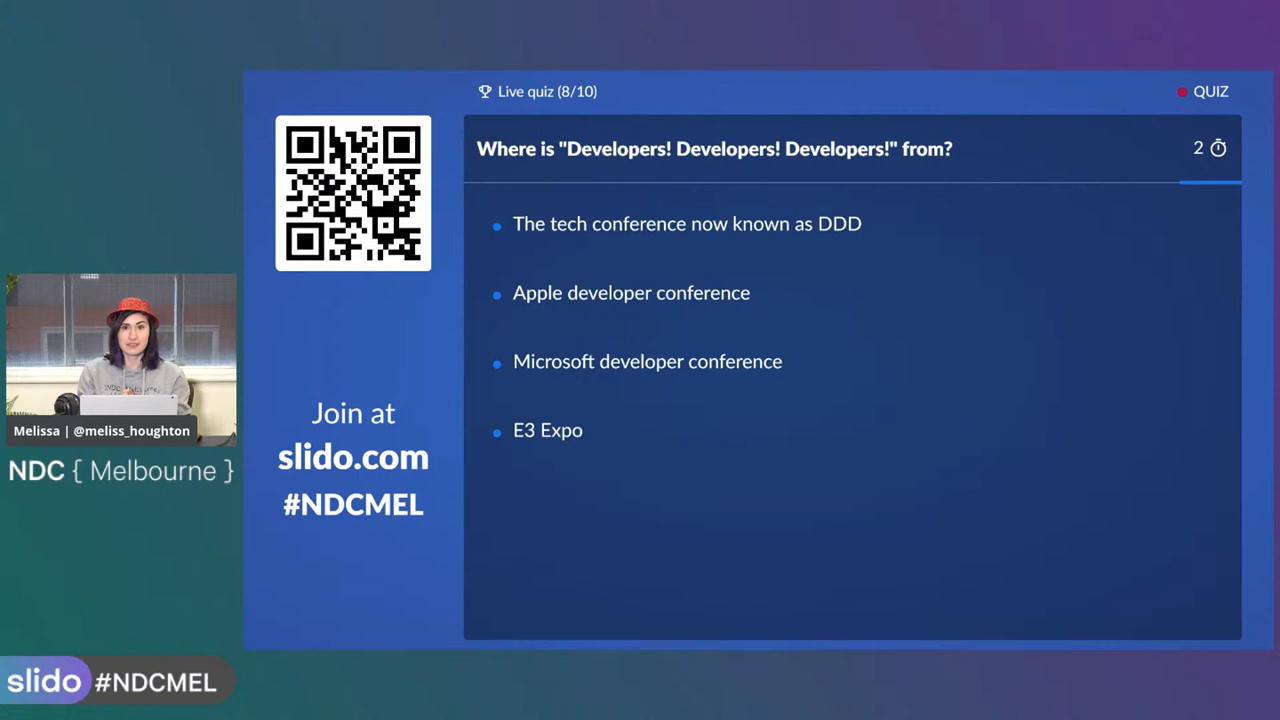 Live quiz (8/10)
QUIZ
Where is "Developers! Developers! Developers!" from?
2
The tech conference now known as DDD
Apple developer conference
Microsoft developer conference
E3 Expo
Join at
slido.com
#NDCMEL
Melissa | @meliss_houghton
NDC { Melbourne }
slido #NDCMEL